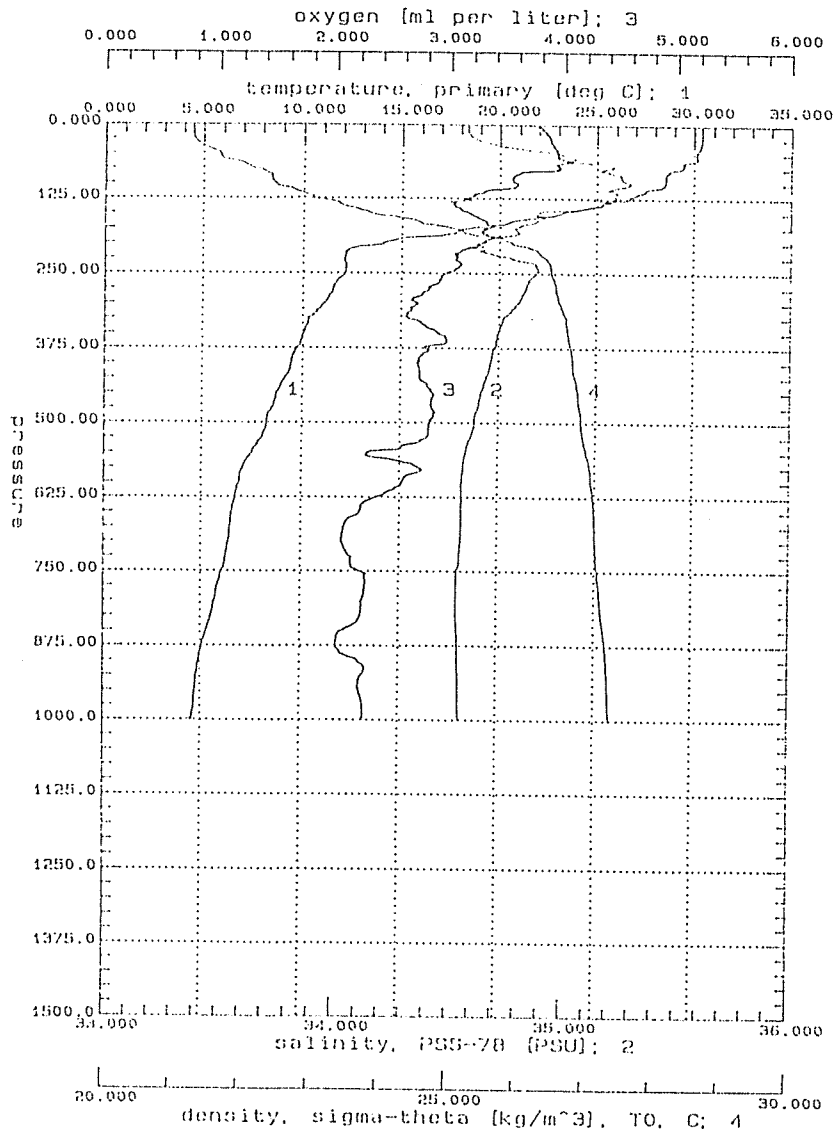 oxygen [ml per liter]; 3
0.000 1.000 2.000 3.000 4.000 5.000 6.000
temperature, primary [deg C]; 1
0.000 5.000 10.000 15.000 20.000 25.000 30.000 35.000
0.000
125.00
250.00
375.00
1 3 2 4
500.00
pressure
625.00
750.00
875.00
1000.0
1125.0
1250.0
1375.0
1500.0
33.000 34.000 35.000 36.000
salinity, PSS-78 [PSU]; 2
20.000 25.000 30.000
density, sigma-theta [kg/m^3], T0, C; 4